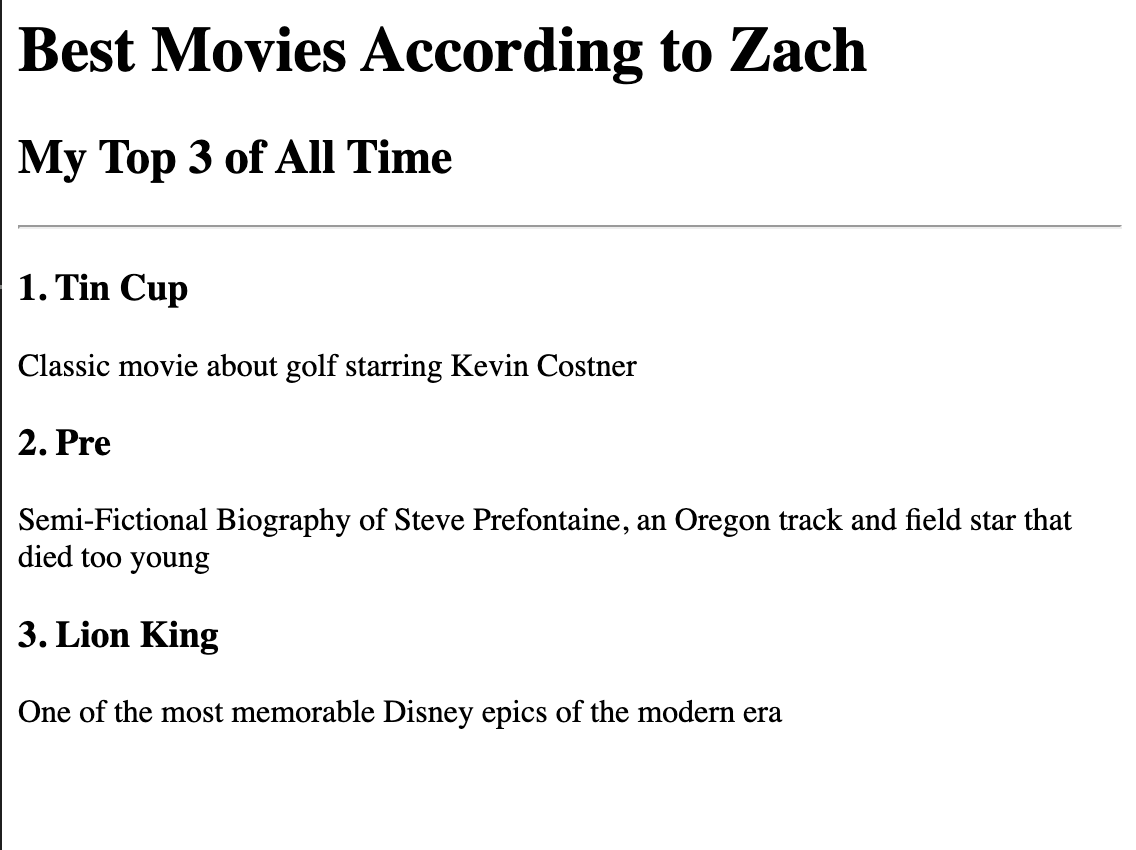 Best Movies According to Zach
My Top 3 of All Time
1. Tin Cup
Classic movie about golf starring Kevin Costner
2. Pre
Semi-Fictional Biography of Steve Prefontaine, an Oregon track and field star that
died too young
3. Lion King
One of the most memorable Disney epics of the modern era